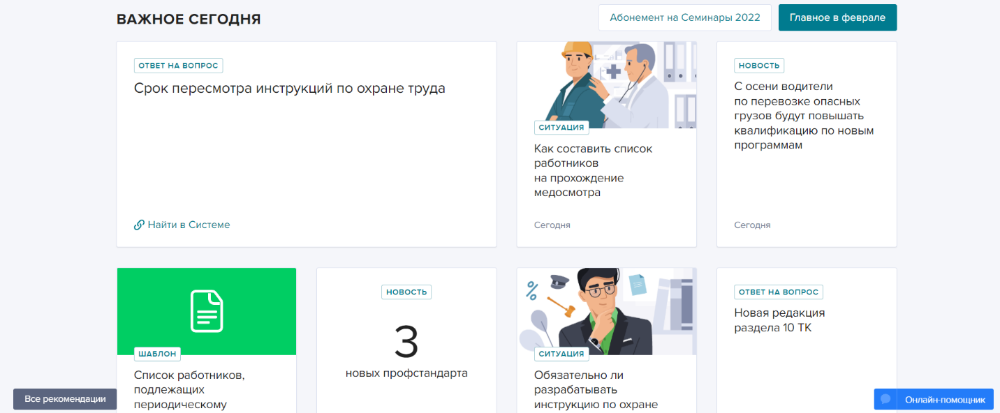 ВАЖНОЕ СЕГОДНЯ
Абонемент на Семинары 2022
Главное в феврале
ОТВЕТ НА ВОПРОС
Срок пересмотра инструкций по охране труда
Найти в Системе
СИТУАЦИЯ
Как составить список
работников
на прохождение
медосмотра
Сегодня
НОВОСТЬ
С осени водители
по перевозке опасных
грузов будут повышать
квалификацию по новым
программам
Сегодня
ШАБЛОН
Список работников,
подлежащих
периодическому
НОВОСТЬ
3
новых профстандарта
%
СИТУАЦИЯ
Обязательно ли
разрабатывать
инструкцию по охране
ОТВЕТ НА ВОПРОС
Новая редакция
раздела 10 ТК
Все рекомендации
Онлайн-помощник